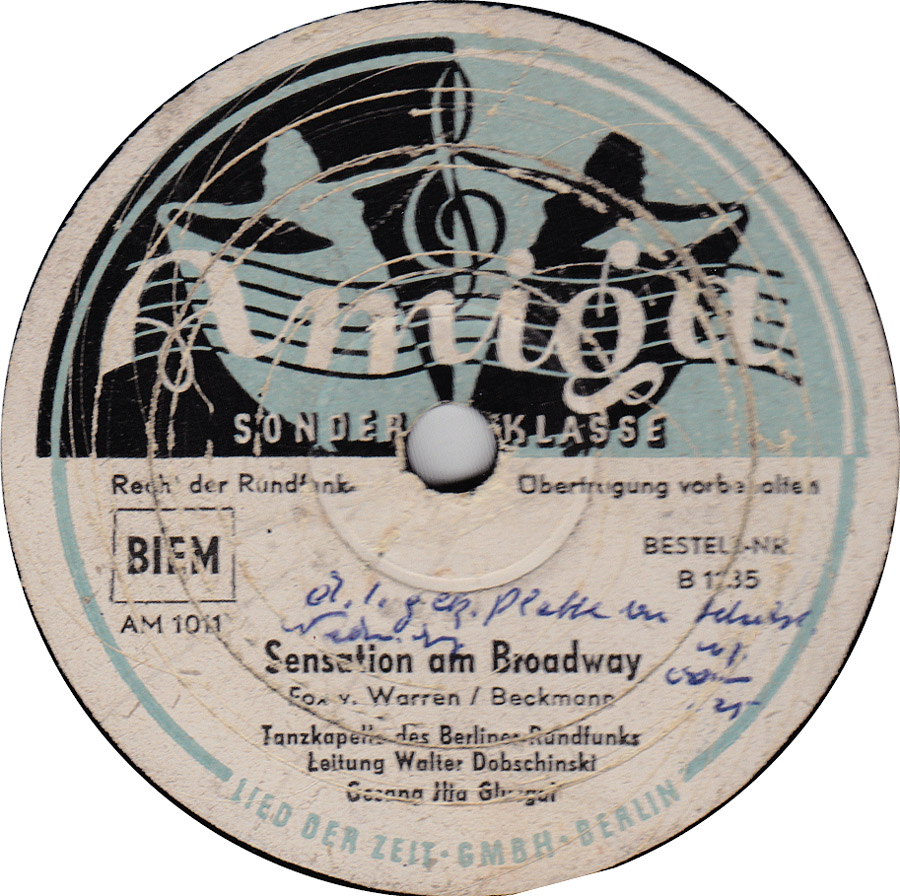 Amiga
SONDER KLASSE
Recht der Rundfunk- Übertragung vorbehalten
BIEM
BESTELL-NR.
B 1135
AM 1011
Platte
Sensation am Broadway
Fox v. Warren / Beckmann
Tanzkapelle des Berliner Rundfunks
Leitung Walter Dobschinski
Gesang Ilja Glusgal
LIED DER ZEIT · GMBH · BERLIN